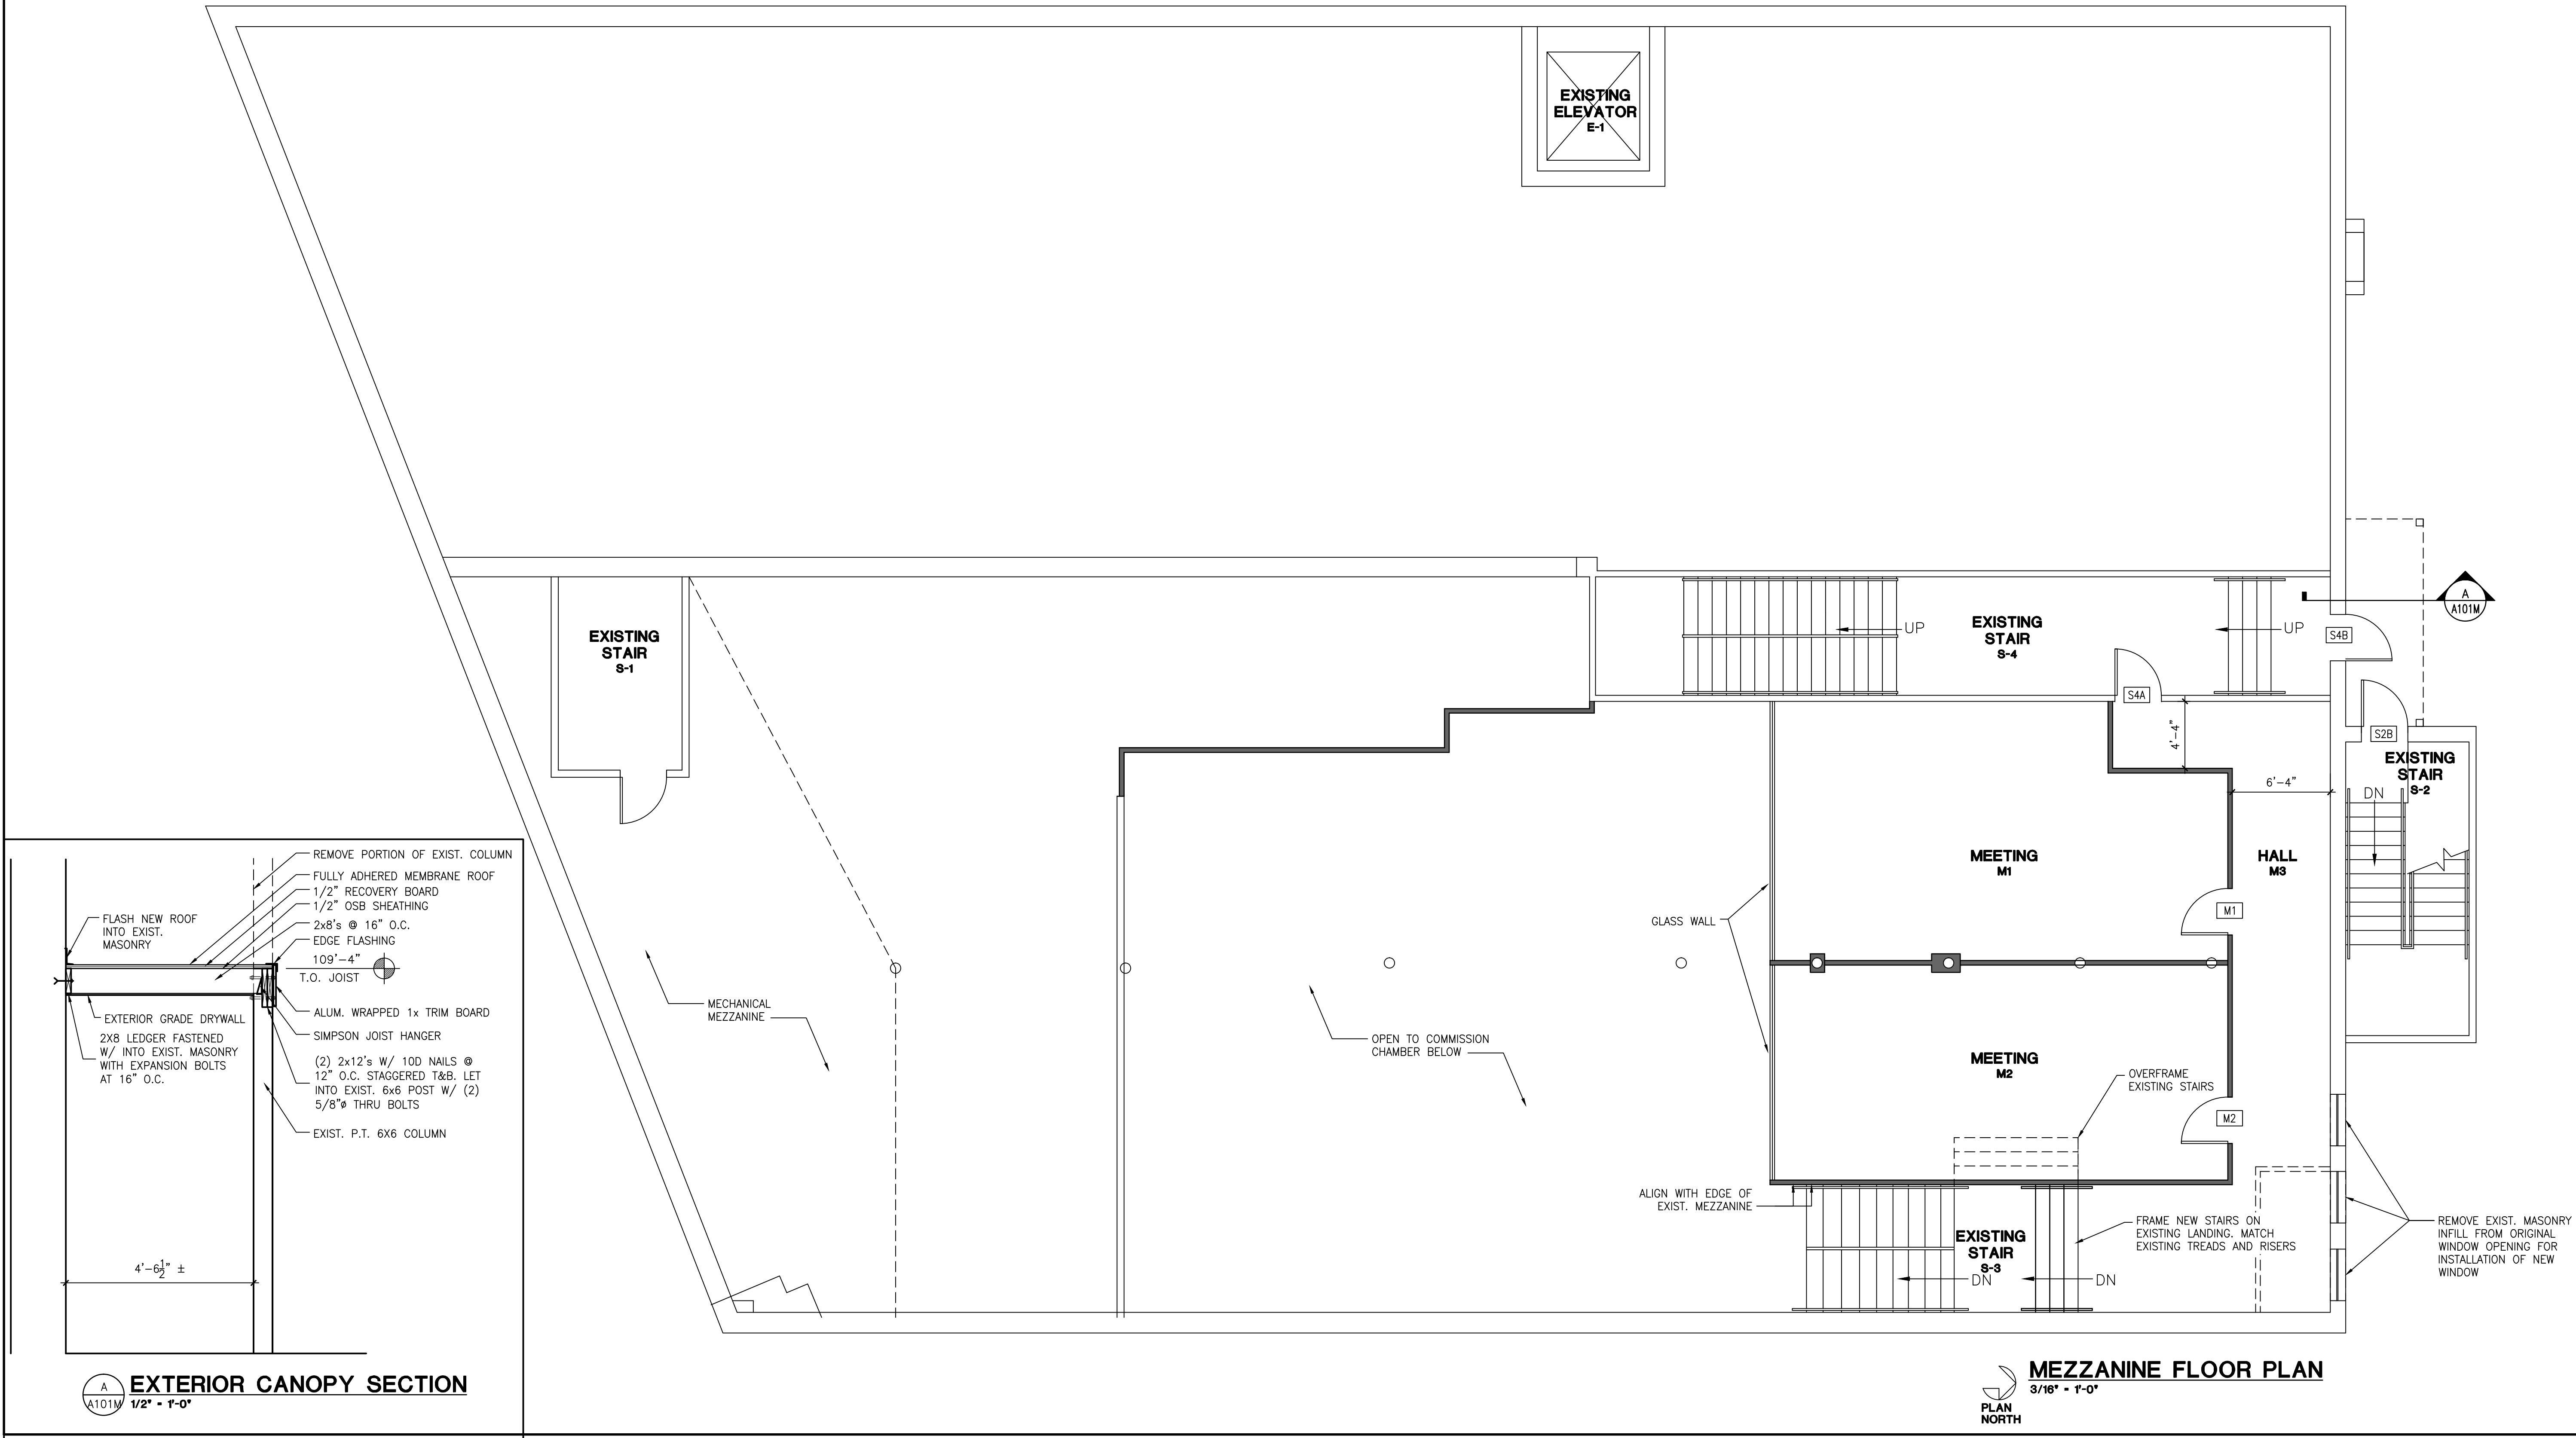 EXISTING
ELEVATOR
E-1
EXISTING
STAIR
S-1
EXISTING
STAIR
S-4
UP
UP
A
A101M
S4B
S4A
S2B
4'-4"
6'-4"
EXISTING
STAIR
S-2
DN
MEETING
M1
HALL
M3
M1
GLASS WALL
MECHANICAL
MEZZANINE
OPEN TO COMMISSION
CHAMBER BELOW
MEETING
M2
M2
OVERFRAME
EXISTING STAIRS
ALIGN WITH EDGE OF
EXIST. MEZZANINE
EXISTING
STAIR
S-3
DN
DN
FRAME NEW STAIRS ON
EXISTING LANDING. MATCH
EXISTING TREADS AND RISERS
REMOVE EXIST. MASONRY
INFILL FROM ORIGINAL
WINDOW OPENING FOR
INSTALLATION OF NEW
WINDOW
REMOVE PORTION OF EXIST. COLUMN
FULLY ADHERED MEMBRANE ROOF
1/2" RECOVERY BOARD
1/2" OSB SHEATHING
2x8's @ 16" O.C.
EDGE FLASHING
109'-4"
T.O. JOIST
FLASH NEW ROOF
INTO EXIST.
MASONRY
ALUM. WRAPPED 1x TRIM BOARD
SIMPSON JOIST HANGER
EXTERIOR GRADE DRYWALL
2X8 LEDGER FASTENED
W/ INTO EXIST. MASONRY
WITH EXPANSION BOLTS
AT 16" O.C.
(2) 2x12's W/ 10D NAILS @
12" O.C. STAGGERED T&B. LET
INTO EXIST. 6x6 POST W/ (2)
5/8"ø THRU BOLTS
EXIST. P.T. 6X6 COLUMN
4'-6 1/2" ±
A
A101M
EXTERIOR CANOPY SECTION
1/2" = 1'-0"
PLAN
NORTH
MEZZANINE FLOOR PLAN
3/16" = 1'-0"